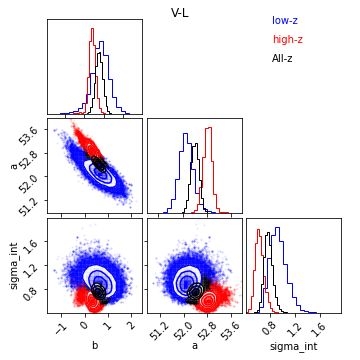 V-L
low-z
high-z
All-z
53.6
52.8
52.0
51.2
a
1.6
1.2
0.8
sigma_int
−1 0 1 2
b
51.2 52.0 52.8 53.6
a
0.8 1.2 1.6
sigma_int